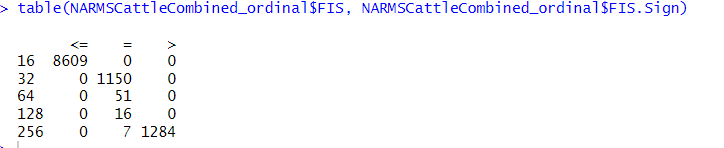 > table(NARMSCattleCombined_ordinal$FIS, NARMSCattleCombined_ordinal$FIS.Sign)
<= = >
16 8609 0 0
32 0 1150 0
64 0 51 0
128 0 16 0
256 0 7 1284